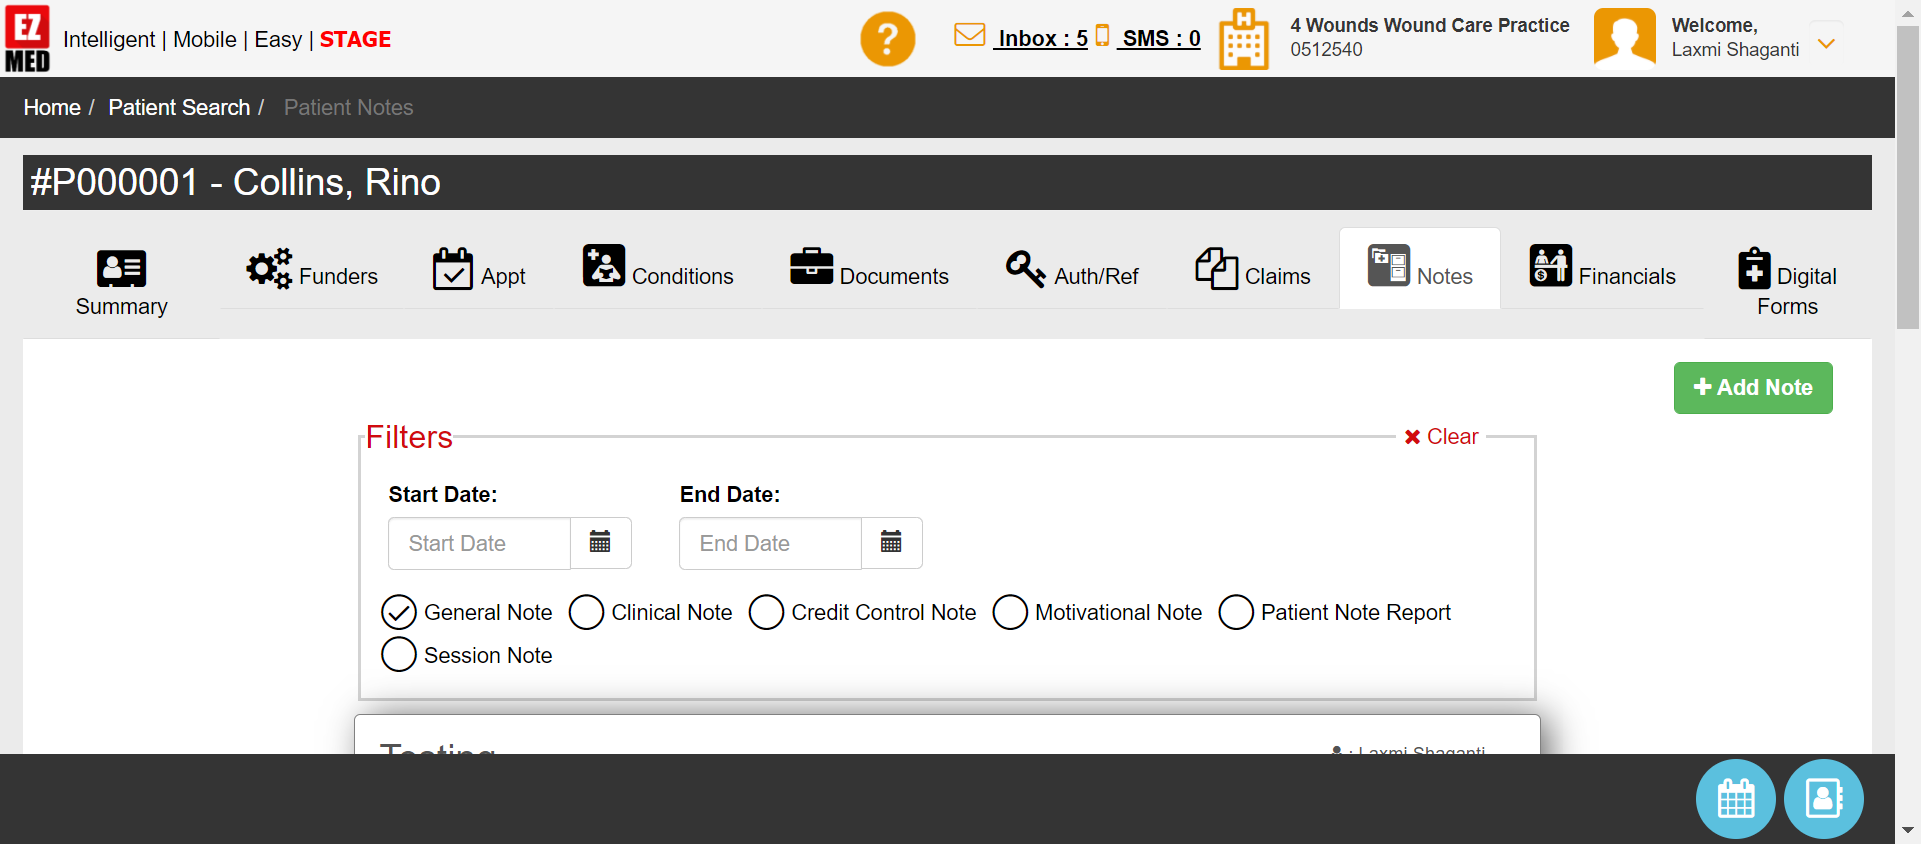 EZ
MED
Intelligent | Mobile | Easy | STAGE
?
Inbox : 5
SMS : 0
4 Wounds Wound Care Practice
0512540
Welcome,
Laxmi Shaganti
Home / Patient Search / Patient Notes
#P000001 - Collins, Rino
Summary
Funders
Appt
Conditions
Documents
Auth/Ref
Claims
Notes
Financials
Digital
Forms
Add Note
Filters
Clear
Start Date:
End Date:
Start Date
End Date
General Note
Clinical Note
Credit Control Note
Motivational Note
Patient Note Report
Session Note
Testing
: Laxmi Shaganti